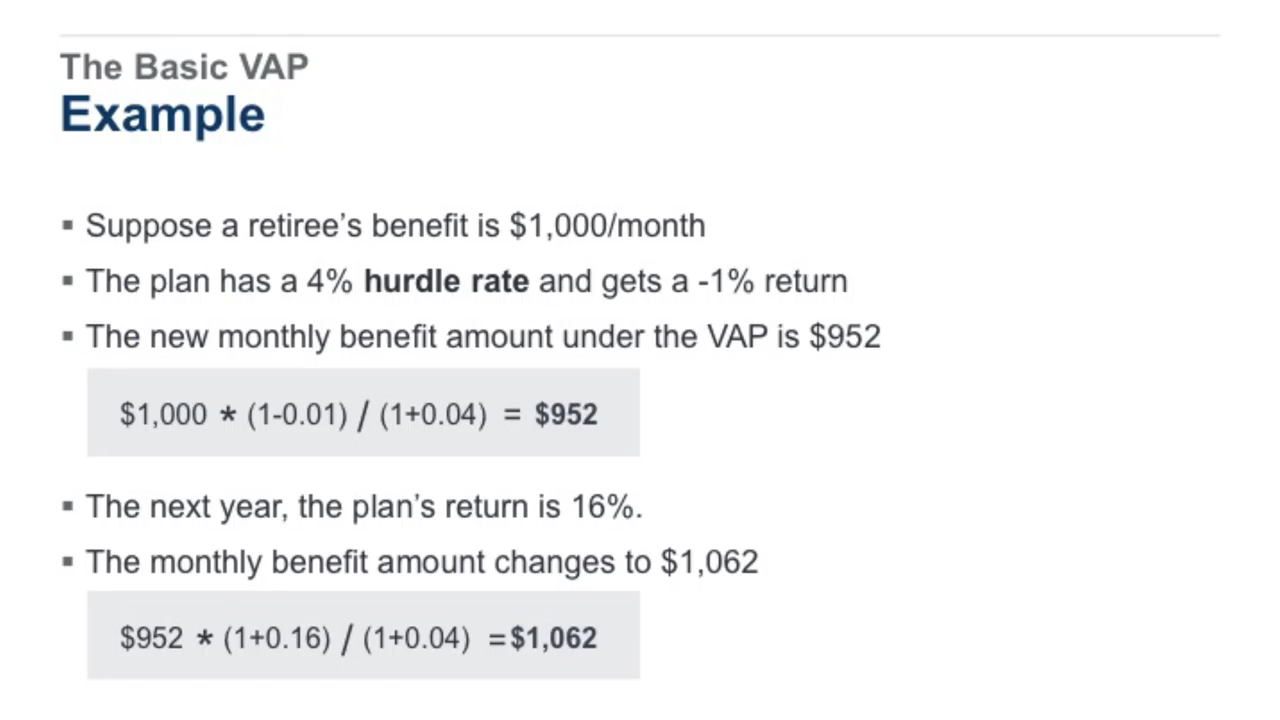 The Basic VAP
Example
▪ Suppose a retiree’s benefit is $1,000/month
▪ The plan has a 4% hurdle rate and gets a -1% return
▪ The new monthly benefit amount under the VAP is $952
$1,000 * (1-0.01) / (1+0.04) = $952
▪ The next year, the plan’s return is 16%.
▪ The monthly benefit amount changes to $1,062
$952 * (1+0.16) / (1+0.04) =$1,062